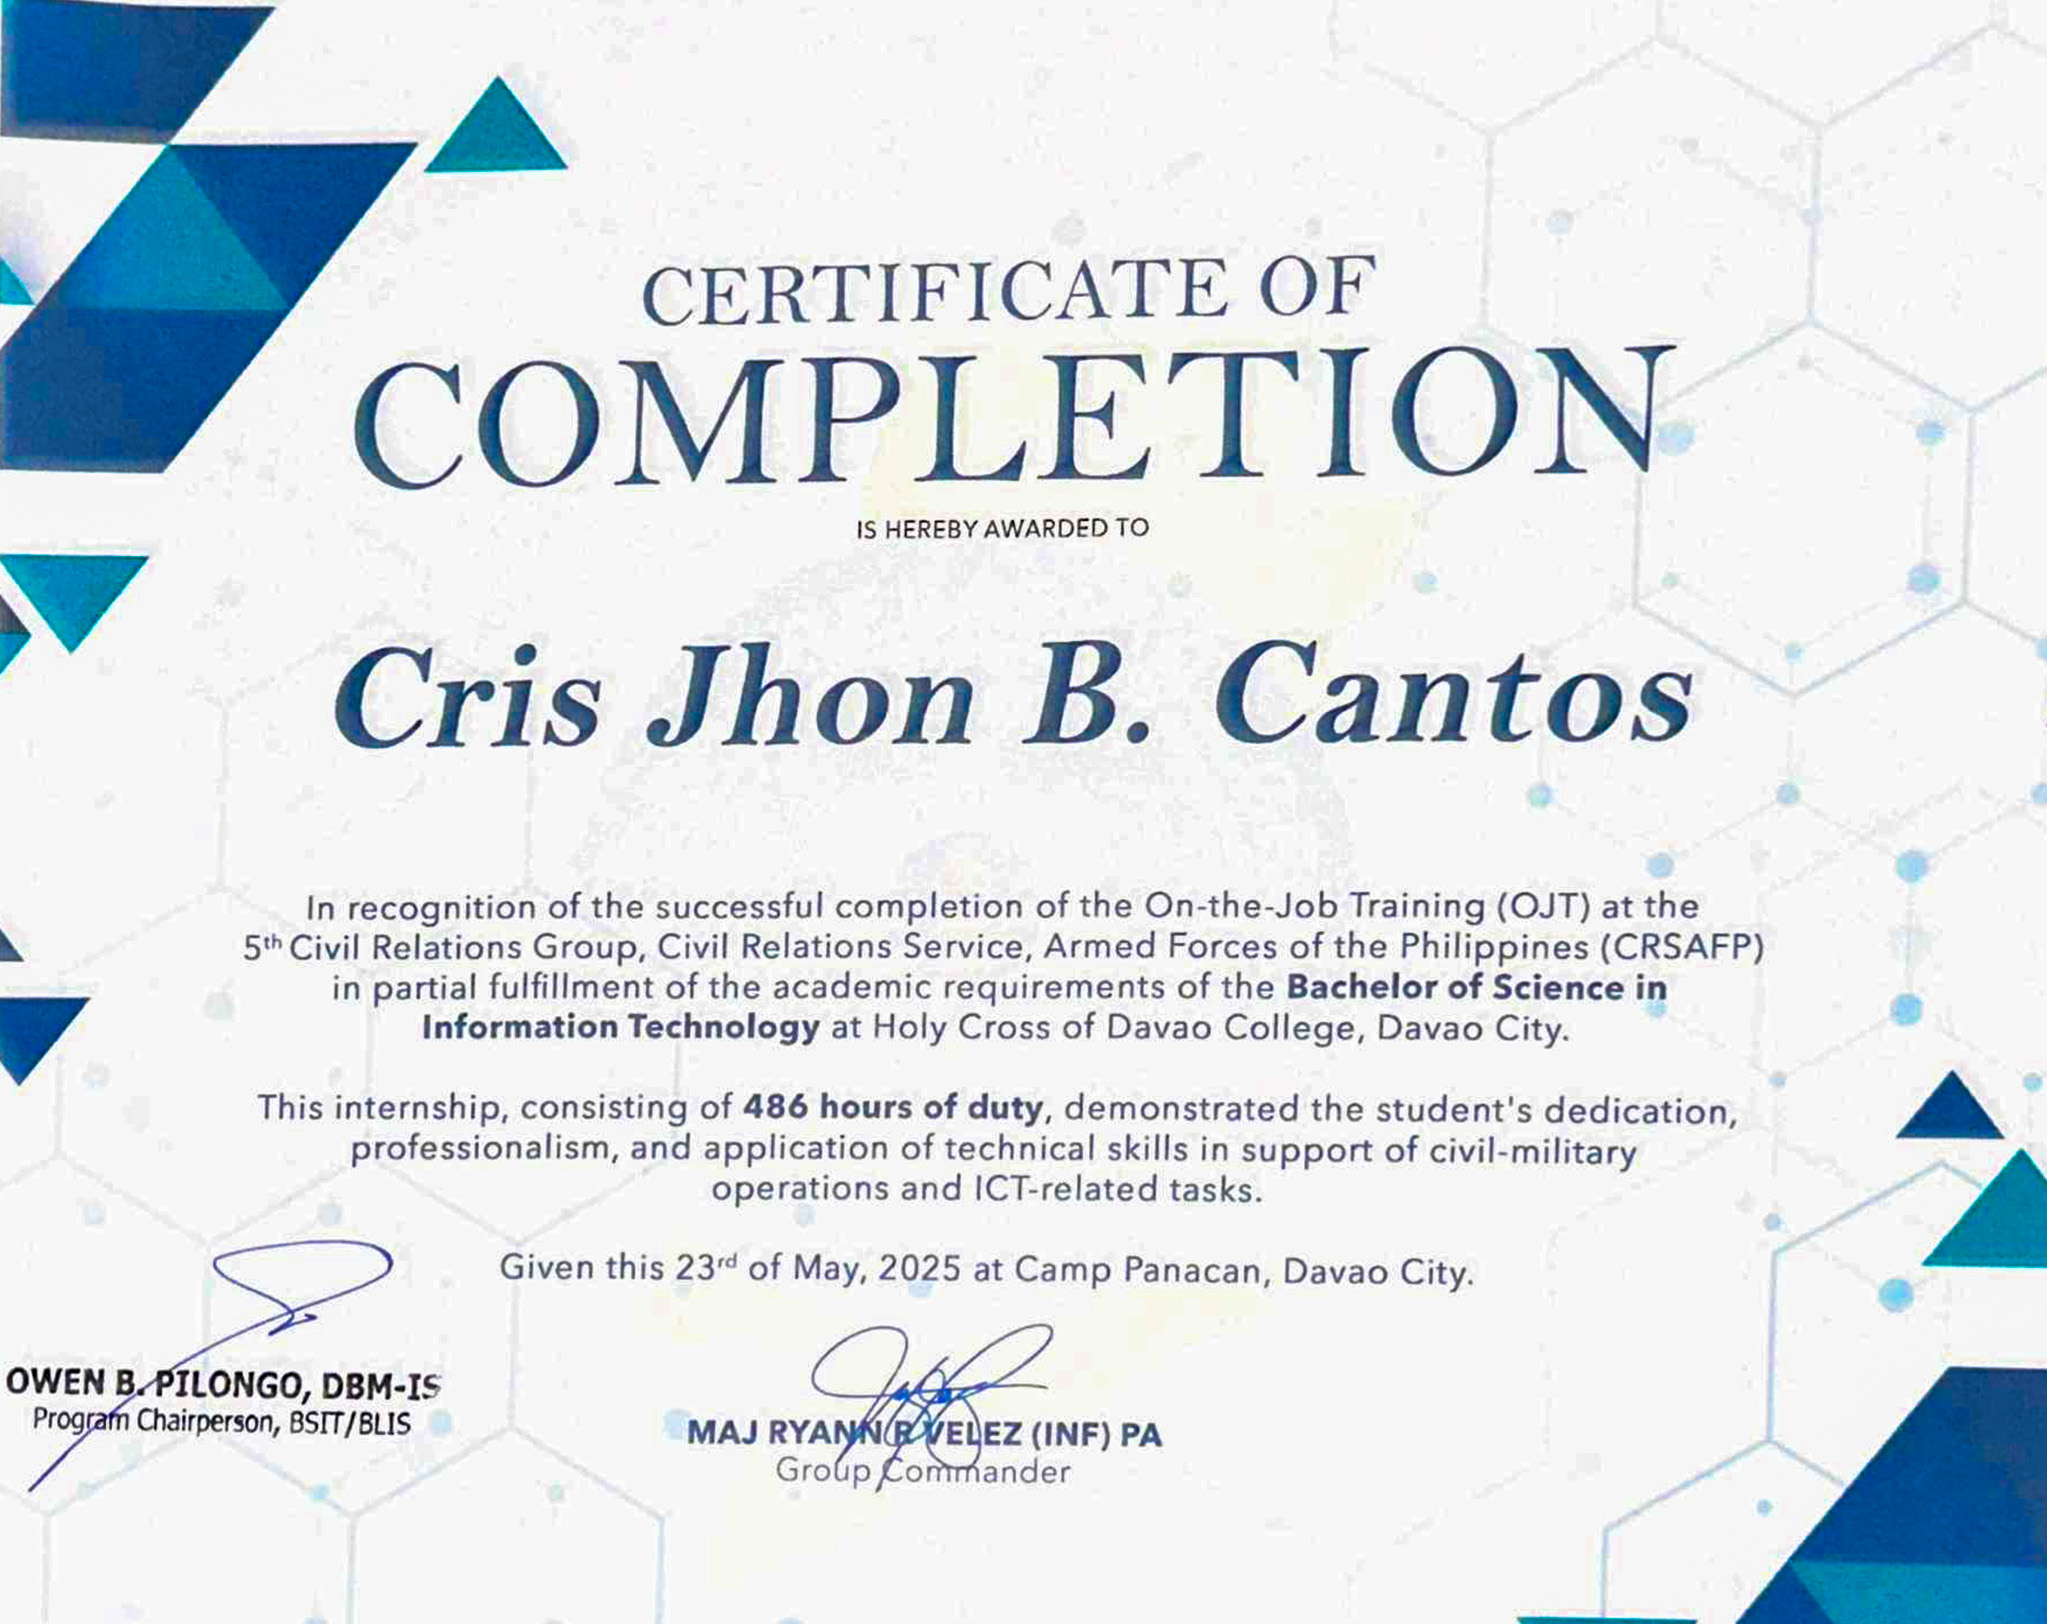 CERTIFICATE OF
COMPLETION
IS HEREBY AWARDED TO
Cris Jhon B. Cantos
In recognition of the successful completion of the On-the-Job Training (OJT) at the
5th Civil Relations Group, Civil Relations Service, Armed Forces of the Philippines (CRSAFP)
in partial fulfillment of the academic requirements of the Bachelor of Science in
Information Technology at Holy Cross of Davao College, Davao City.
This internship, consisting of 486 hours of duty, demonstrated the student's dedication,
professionalism, and application of technical skills in support of civil-military
operations and ICT-related tasks.
Given this 23rd of May, 2025 at Camp Panacan, Davao City.
OWEN B. PILONGO, DBM-IS
Program Chairperson, BSIT/BLIS
MAJ RYANN R VELEZ (INF) PA
Group Commander